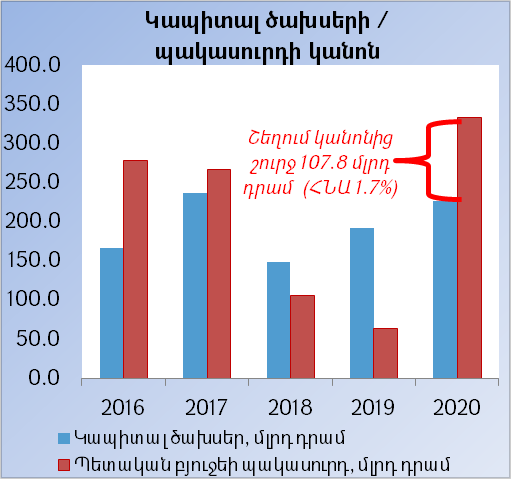 Կապիտալ ծախսերի /
պակասուրդի կանոն
400.0
350.0
300.0
250.0
200.0
150.0
100.0
50.0
0.0
Շեղում կանոնից
շուրջ 107.8 մլրդ
դրամ (ՀՆԱ 1.7%)
2016 2017 2018 2019 2020
Կապիտալ ծախսեր, մլրդ դրամ
Պետական բյուջեի պակասուրդ, մլրդ դրամ